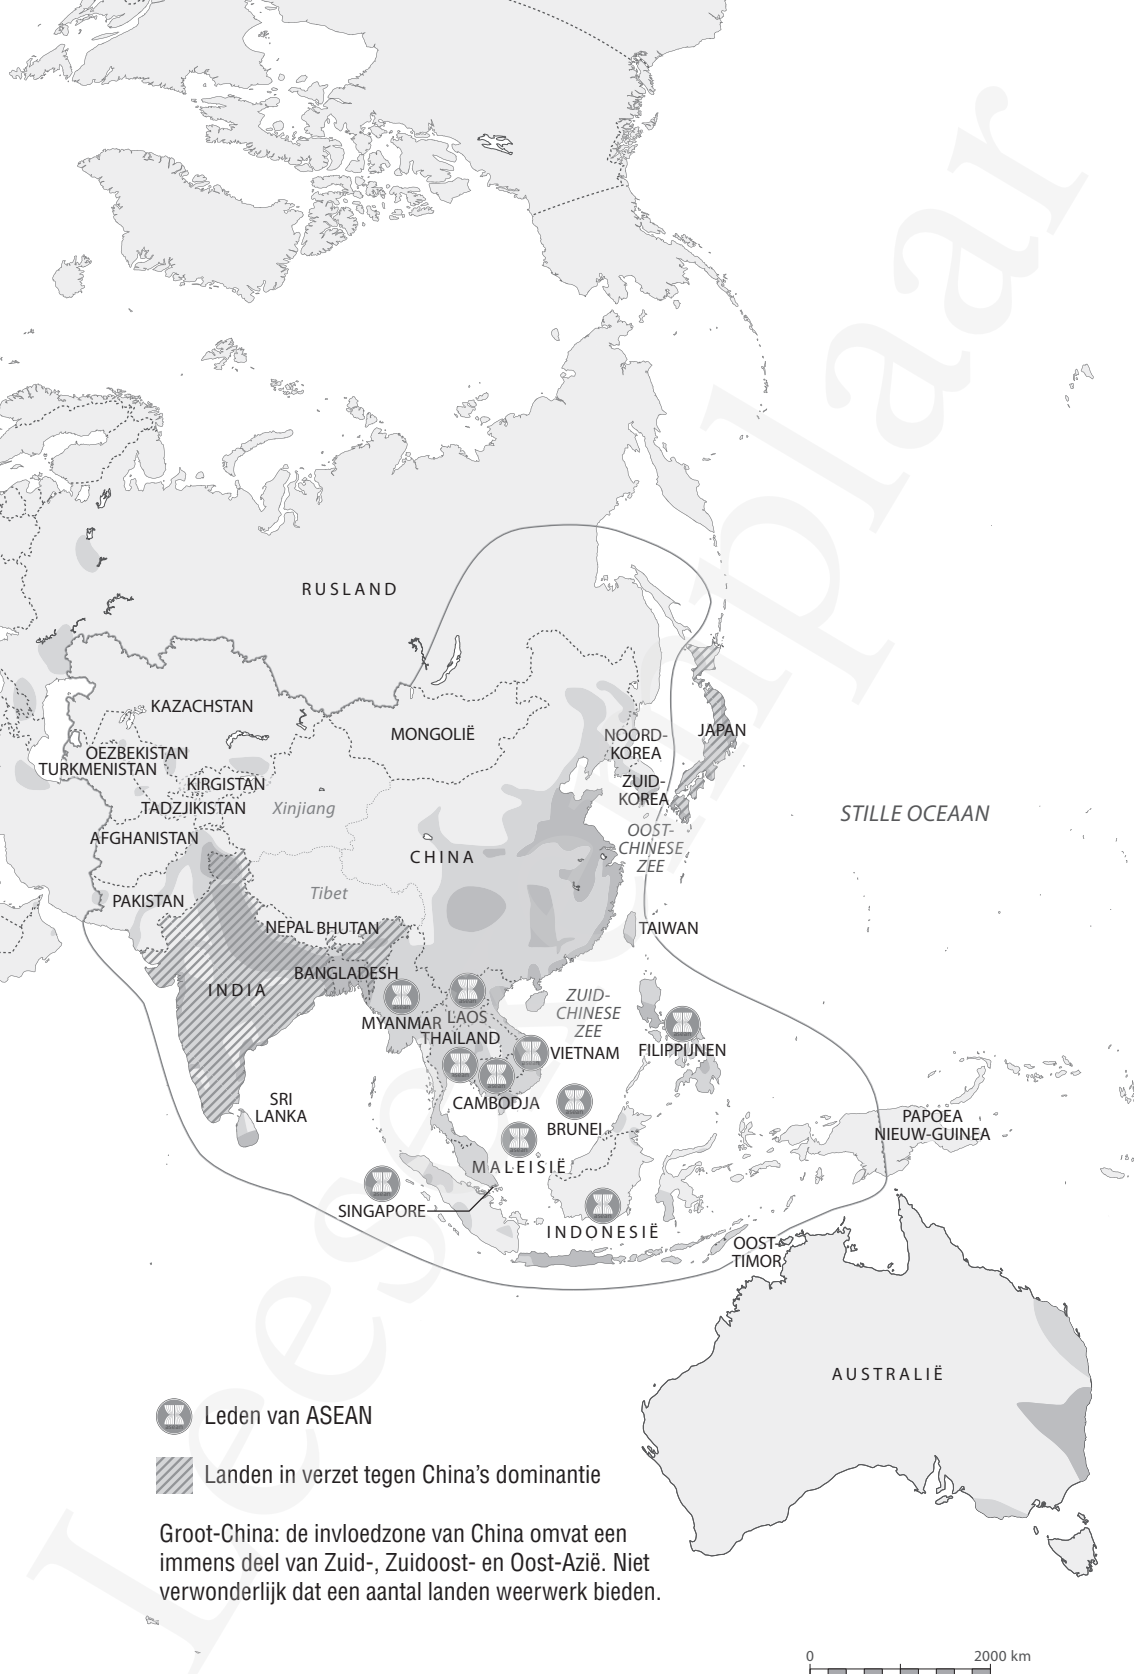 RUSLAND
KAZACHSTAN
MONGOLIË
NOORD-
KOREA
JAPAN
OEZBEKISTAN
TURKMENISTAN
KIRGISTAN
ZUID-
KOREA
TADZJIKISTAN
Xinjiang
STILLE OCEAAN
AFGHANISTAN
OOST-
CHINESE
ZEE
CHINA
PAKISTAN
Tibet
NEPAL
BHUTAN
TAIWAN
BANGLADESH
INDIA
ZUID-
CHINESE
ZEE
MYANMAR
LAOS
THAILAND
VIETNAM
FILIPPIJNEN
SRI
LANKA
CAMBODJA
BRUNEI
PAPOEA
NIEUW-GUINEA
MALEISIË
SINGAPORE
INDONESIË
OOST-
TIMOR
AUSTRALIË
Leden van ASEAN
Landen in verzet tegen China's dominantie
Groot-China: de invloedzone van China omvat een
immens deel van Zuid-, Zuidoost- en Oost-Azië. Niet
verwonderlijk dat een aantal landen weerwerk bieden.
0 2000 km
Leesexemplaar